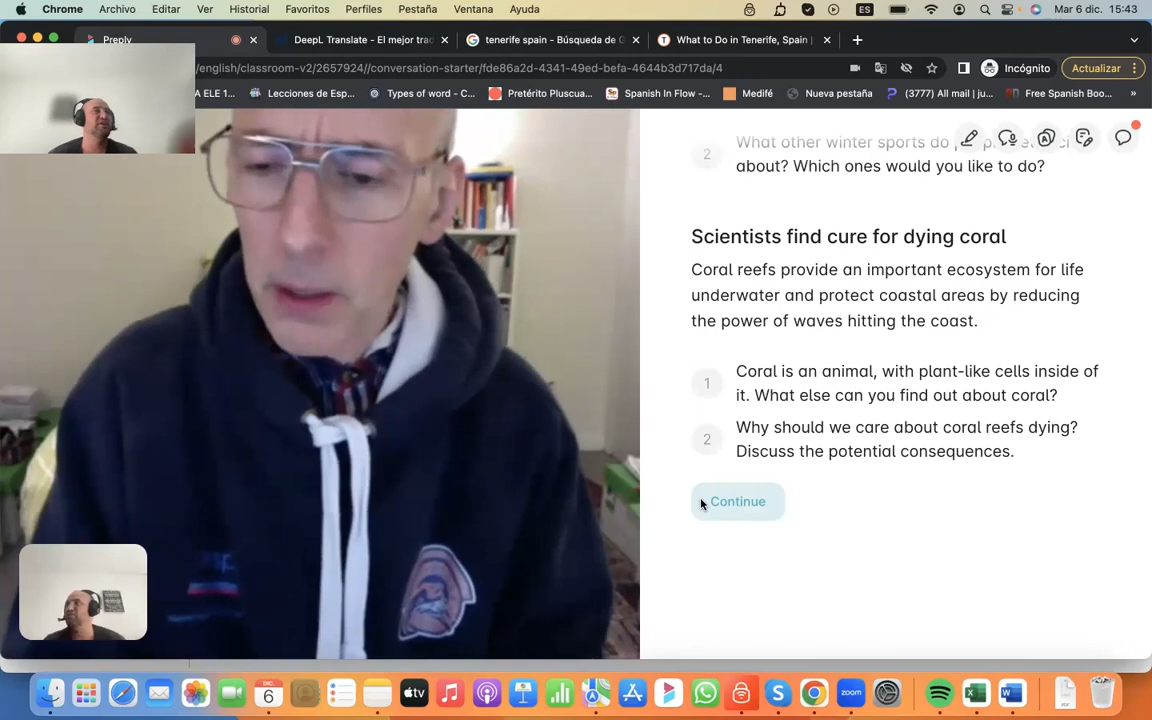 Chrome Archivo Editar Ver Historial Favoritos Perfiles Pestaña Ventana Ayuda ES Mar 6 dic. 15:43
Preply DeepL Translate - El mejor tra tenerife spain - Búsqueda de G What to Do in Tenerife, Spain |
/english/classroom-v2/2657924//conversation-starter/fde86a2d-4341-49ed-befa-4644b3d717da/4 Incógnito Actualizar
A ELE 1... Lecciones de Esp... Types of word - C... Pretérito Pluscua... Spanish In Flow -... Medifé Nueva pestaña (3777) All mail | ju... Free Spanish Boo... »
2 What other winter sports do
about? Which ones would you like to do?
Scientists find cure for dying coral
Coral reefs provide an important ecosystem for life
underwater and protect coastal areas by reducing
the power of waves hitting the coast.
1 Coral is an animal, with plant-like cells inside of
it. What else can you find out about coral?
2 Why should we care about coral reefs dying?
Discuss the potential consequences.
Continue
DIC.
6
tv
zoom
PDF